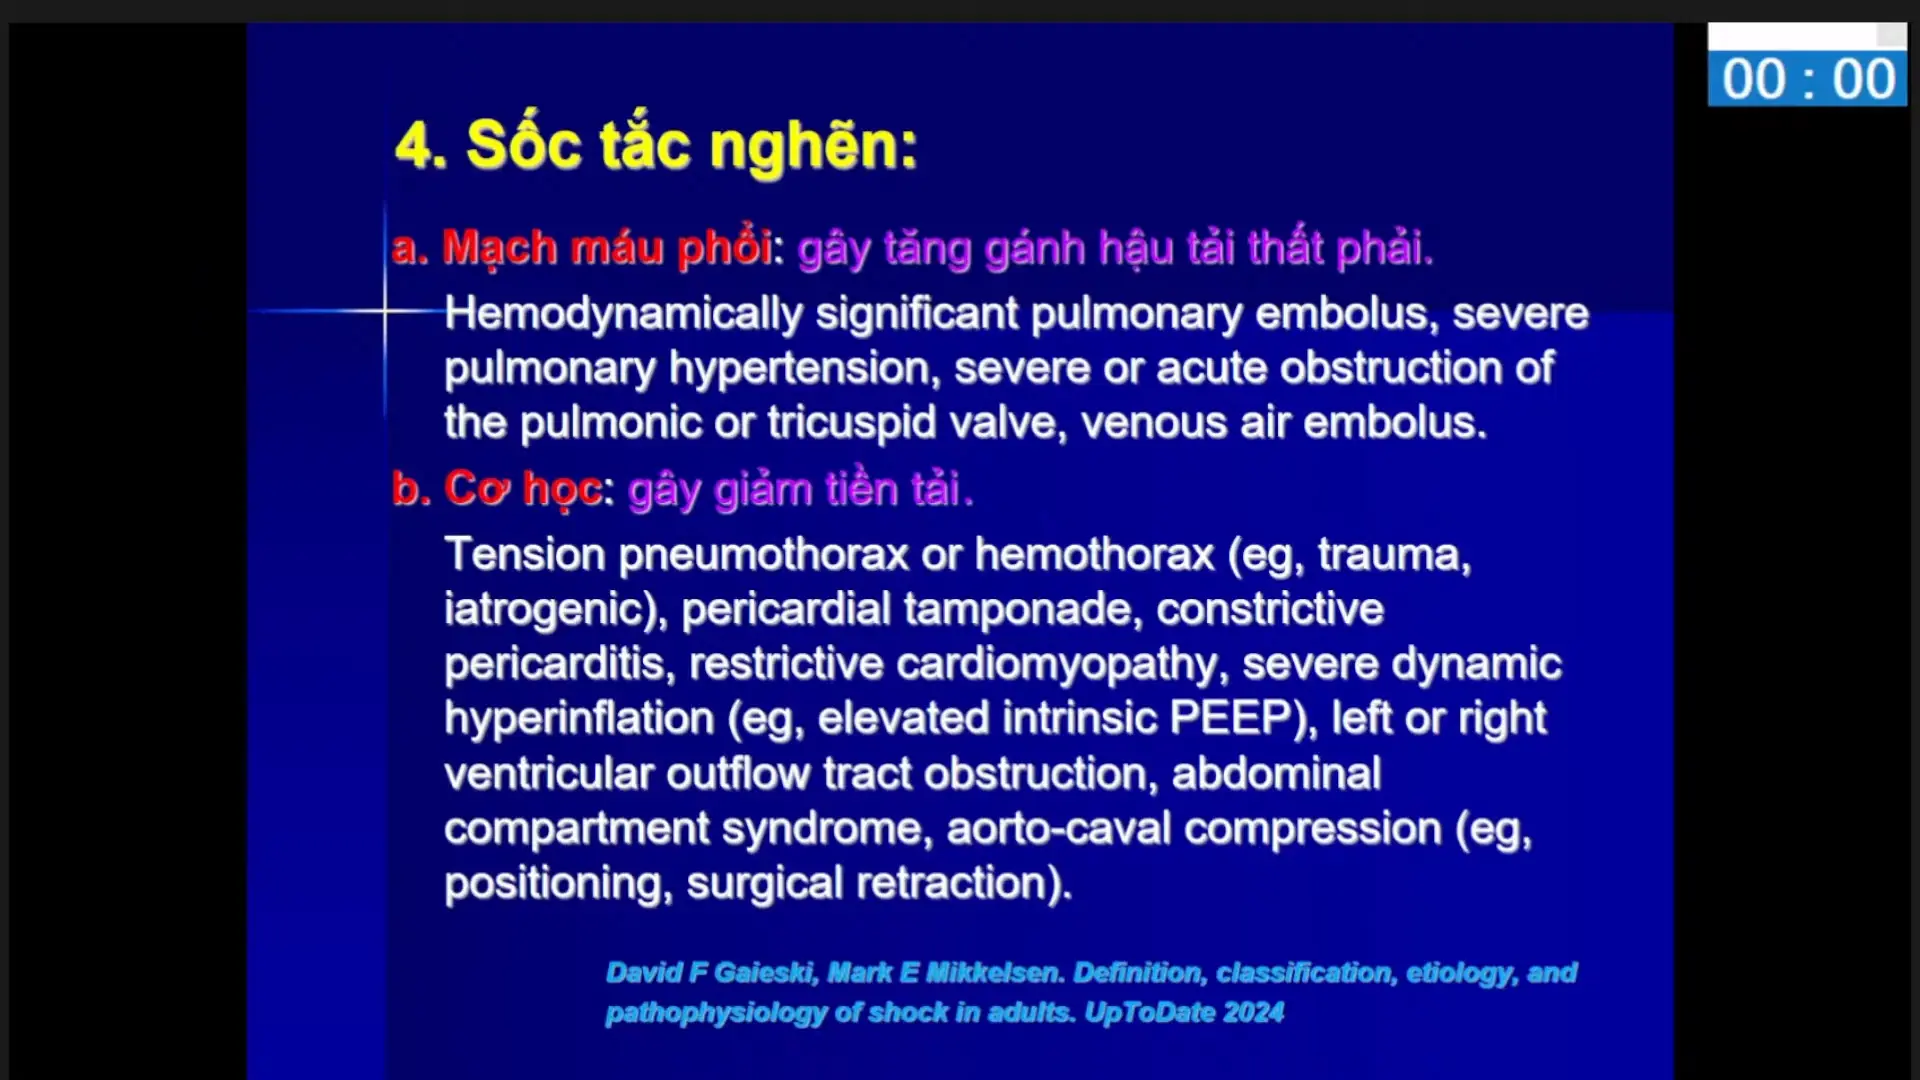 00 : 00
4. Sốc tắc nghẽn:
a. Mạch máu phổi: gây tăng gánh hậu tải thất phải.
Hemodynamically significant pulmonary embolus, severe
pulmonary hypertension, severe or acute obstruction of
the pulmonic or tricuspid valve, venous air embolus.
b. Cơ học: gây giảm tiền tải.
Tension pneumothorax or hemothorax (eg, trauma,
iatrogenic), pericardial tamponade, constrictive
pericarditis, restrictive cardiomyopathy, severe dynamic
hyperinflation (eg, elevated intrinsic PEEP), left or right
ventricular outflow tract obstruction, abdominal
compartment syndrome, aorto-caval compression (eg,
positioning, surgical retraction).
David F Gaieski, Mark E Mikkelsen. Definition, classification, etiology, and
pathophysiology of shock in adults. UpToDate 2024